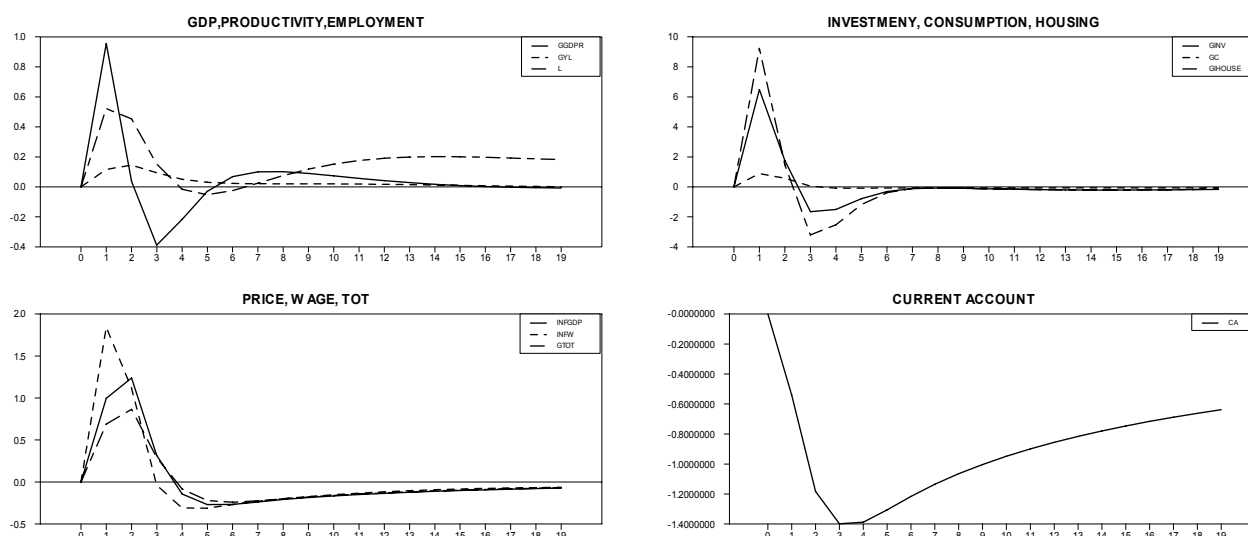 GDP,PRODUCTIVITY,EMPLOYMENT
1.0
0.8
0.6
0.4
0.2
0.0
-0.2
-0.4
GGDPR
GYL
L
0 1 2 3 4 5 6 7 8 9 10 11 12 13 14 15 16 17 18 19
INVESTMENY, CONSUMPTION, HOUSING
10
8
6
4
2
0
-2
-4
GINV
GC
GIHOUSE
0 1 2 3 4 5 6 7 8 9 10 11 12 13 14 15 16 17 18 19
PRICE, W AGE, TOT
2.0
1.5
1.0
0.5
0.0
-0.5
INFGDP
INFW
GTOT
0 1 2 3 4 5 6 7 8 9 10 11 12 13 14 15 16 17 18 19
CURRENT ACCOUNT
-0.0000000
-0.2000000
-0.4000000
-0.6000000
-0.8000000
-1.0000000
-1.2000000
-1.4000000
CA
0 1 2 3 4 5 6 7 8 9 10 11 12 13 14 15 16 17 18 19